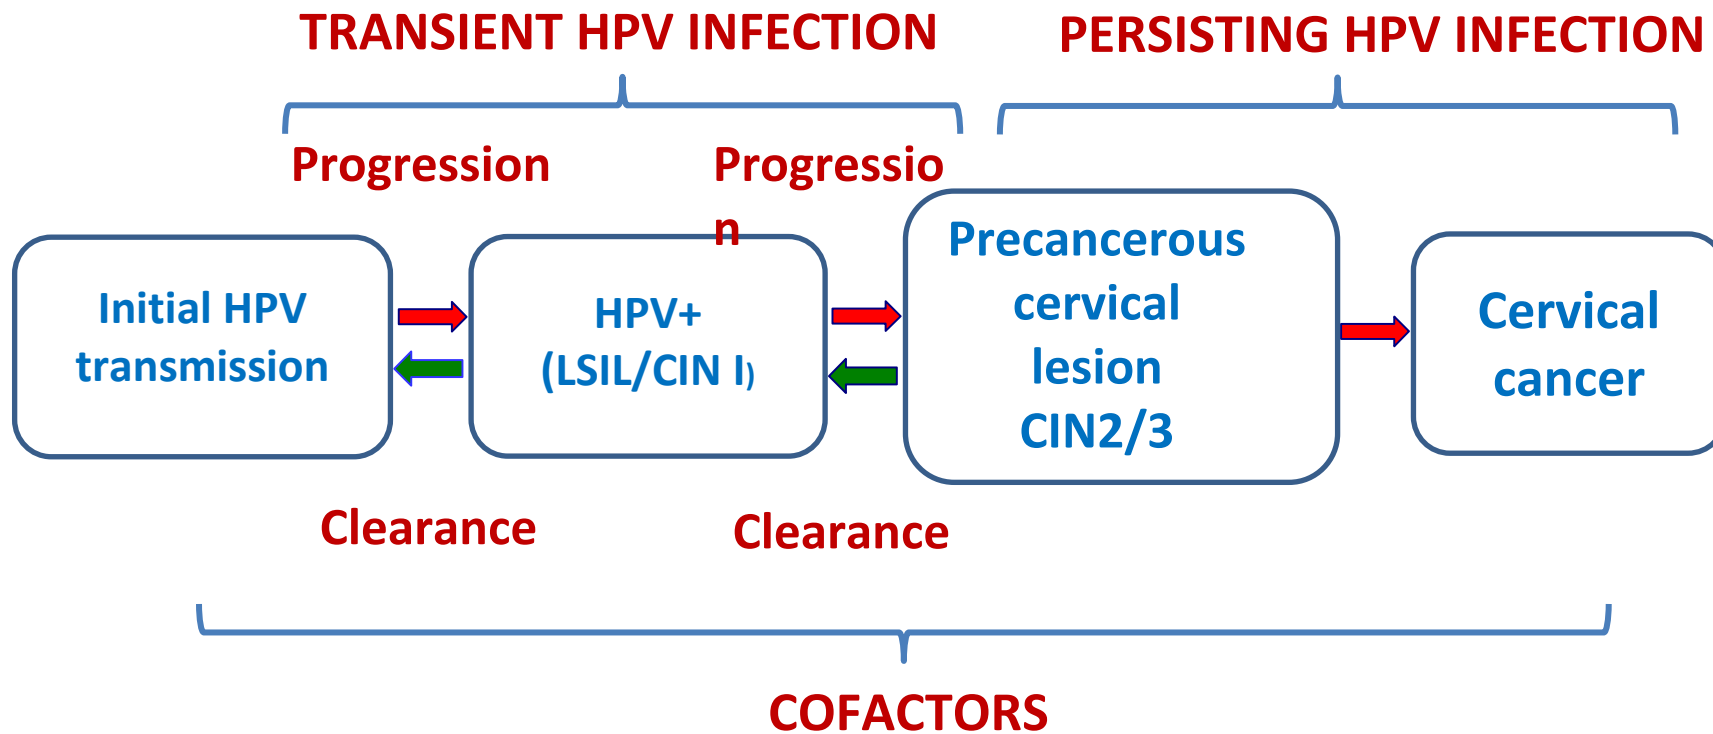 TRANSIENT HPV INFECTION
PERSISTING HPV INFECTION
Progression
Progressio
n
Initial HPV
transmission
HPV+
(LSIL/CIN I)
Precancerous
cervical
lesion
CIN2/3
Cervical
cancer
Clearance
Clearance
COFACTORS